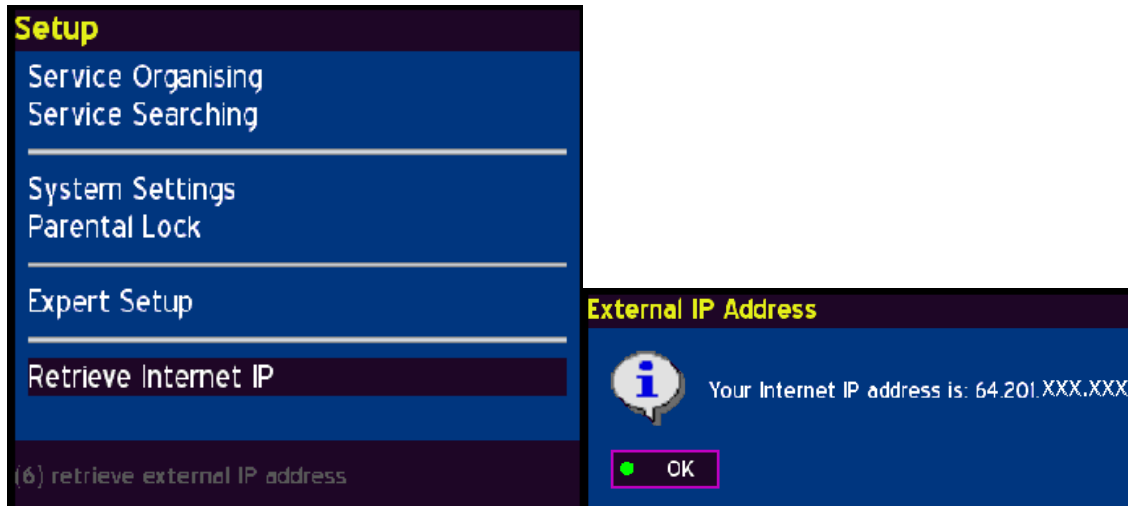 Setup
Service Organising
Service Searching
System Settings
Parental Lock
Expert Setup
Retrieve Internet IP
(6) retrieve external IP address
External IP Address
Your Internet IP address is: 64.201.XXX.XXX
OK